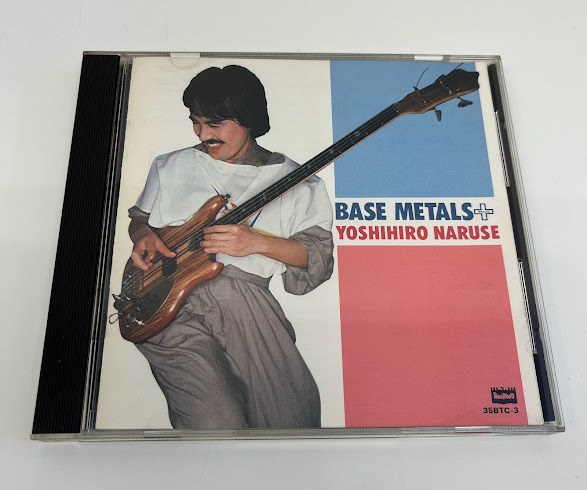 BASE METALS+
YOSHIHIRO NARUSE
35BTC-3